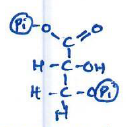 Pi O O
C
H C OH
H C O Pi
H